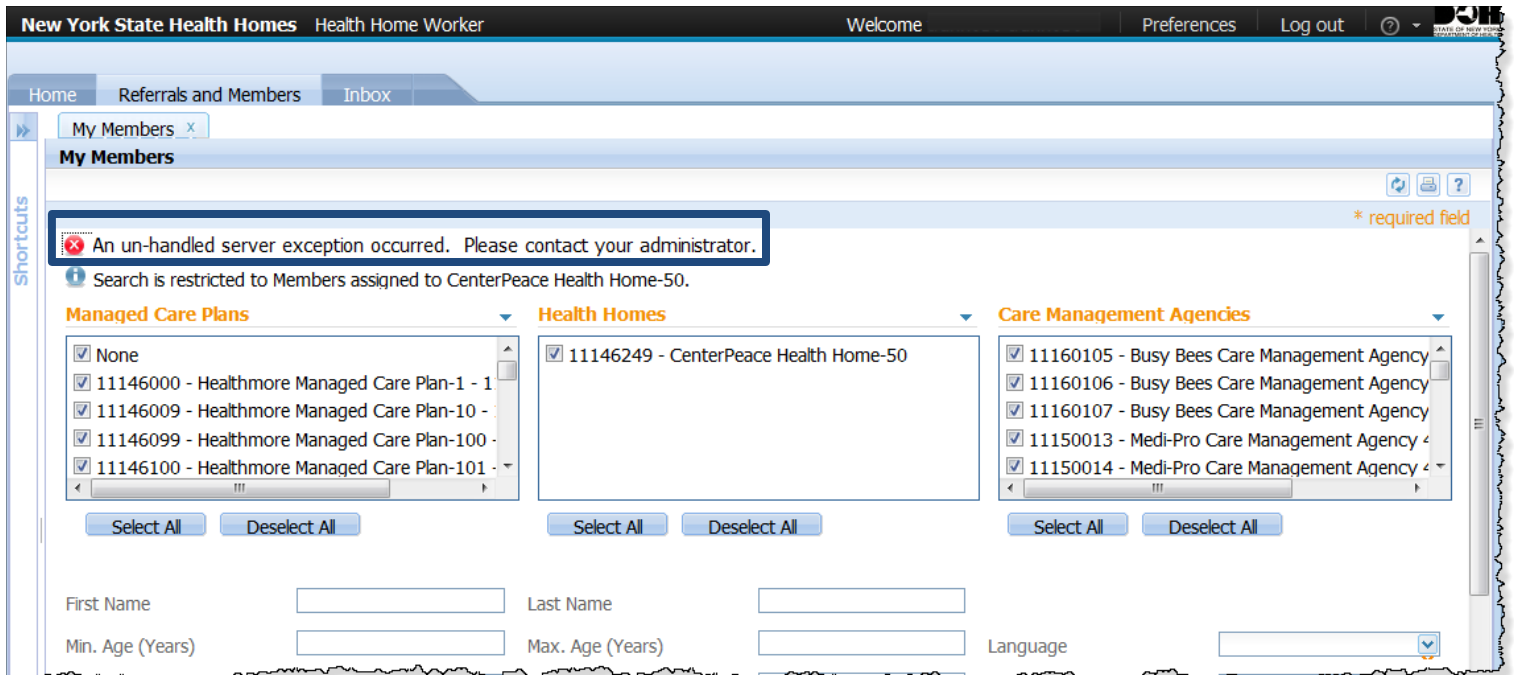 New York State Health Homes Health Home Worker Welcome Preferences Log out ?
STATE OF NEW YORK
DEPARTMENT OF HEALTH
Home Referrals and Members Inbox
My Members x
My Members
?
Shortcuts
* required field
An un-handled server exception occurred. Please contact your administrator.
Search is restricted to Members assigned to CenterPeace Health Home-50.
Managed Care Plans
None
11146000 - Healthmore Managed Care Plan-1 - 1
11146009 - Healthmore Managed Care Plan-10 -
11146099 - Healthmore Managed Care Plan-100 -
11146100 - Healthmore Managed Care Plan-101 -
Select All Deselect All
Health Homes
11146249 - CenterPeace Health Home-50
Select All Deselect All
Care Management Agencies
11160105 - Busy Bees Care Management Agency
11160106 - Busy Bees Care Management Agency
11160107 - Busy Bees Care Management Agency
11150013 - Medi-Pro Care Management Agency 4
11150014 - Medi-Pro Care Management Agency 4
Select All Deselect All
First Name Last Name
Min. Age (Years) Max. Age (Years) Language